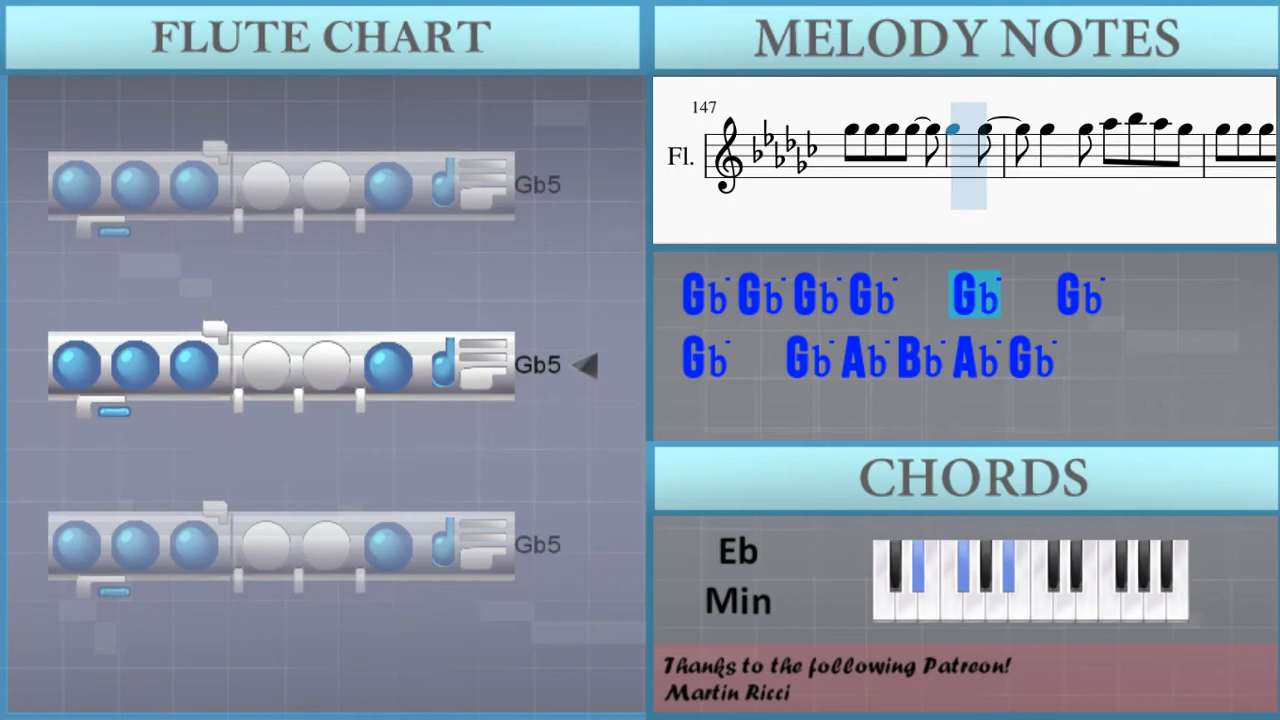 FLUTE CHART
Gb5
Gb5
Gb5
MELODY NOTES
147
Fl.
Gb˙ Gb˙ Gb˙ Gb˙ Gb˙ Gb˙
Gb˙ Gb˙ Ab˙ Bb˙ Ab˙ Gb˙
CHORDS
Eb
Min
Thanks to the following Patreon!
Martin Ricci